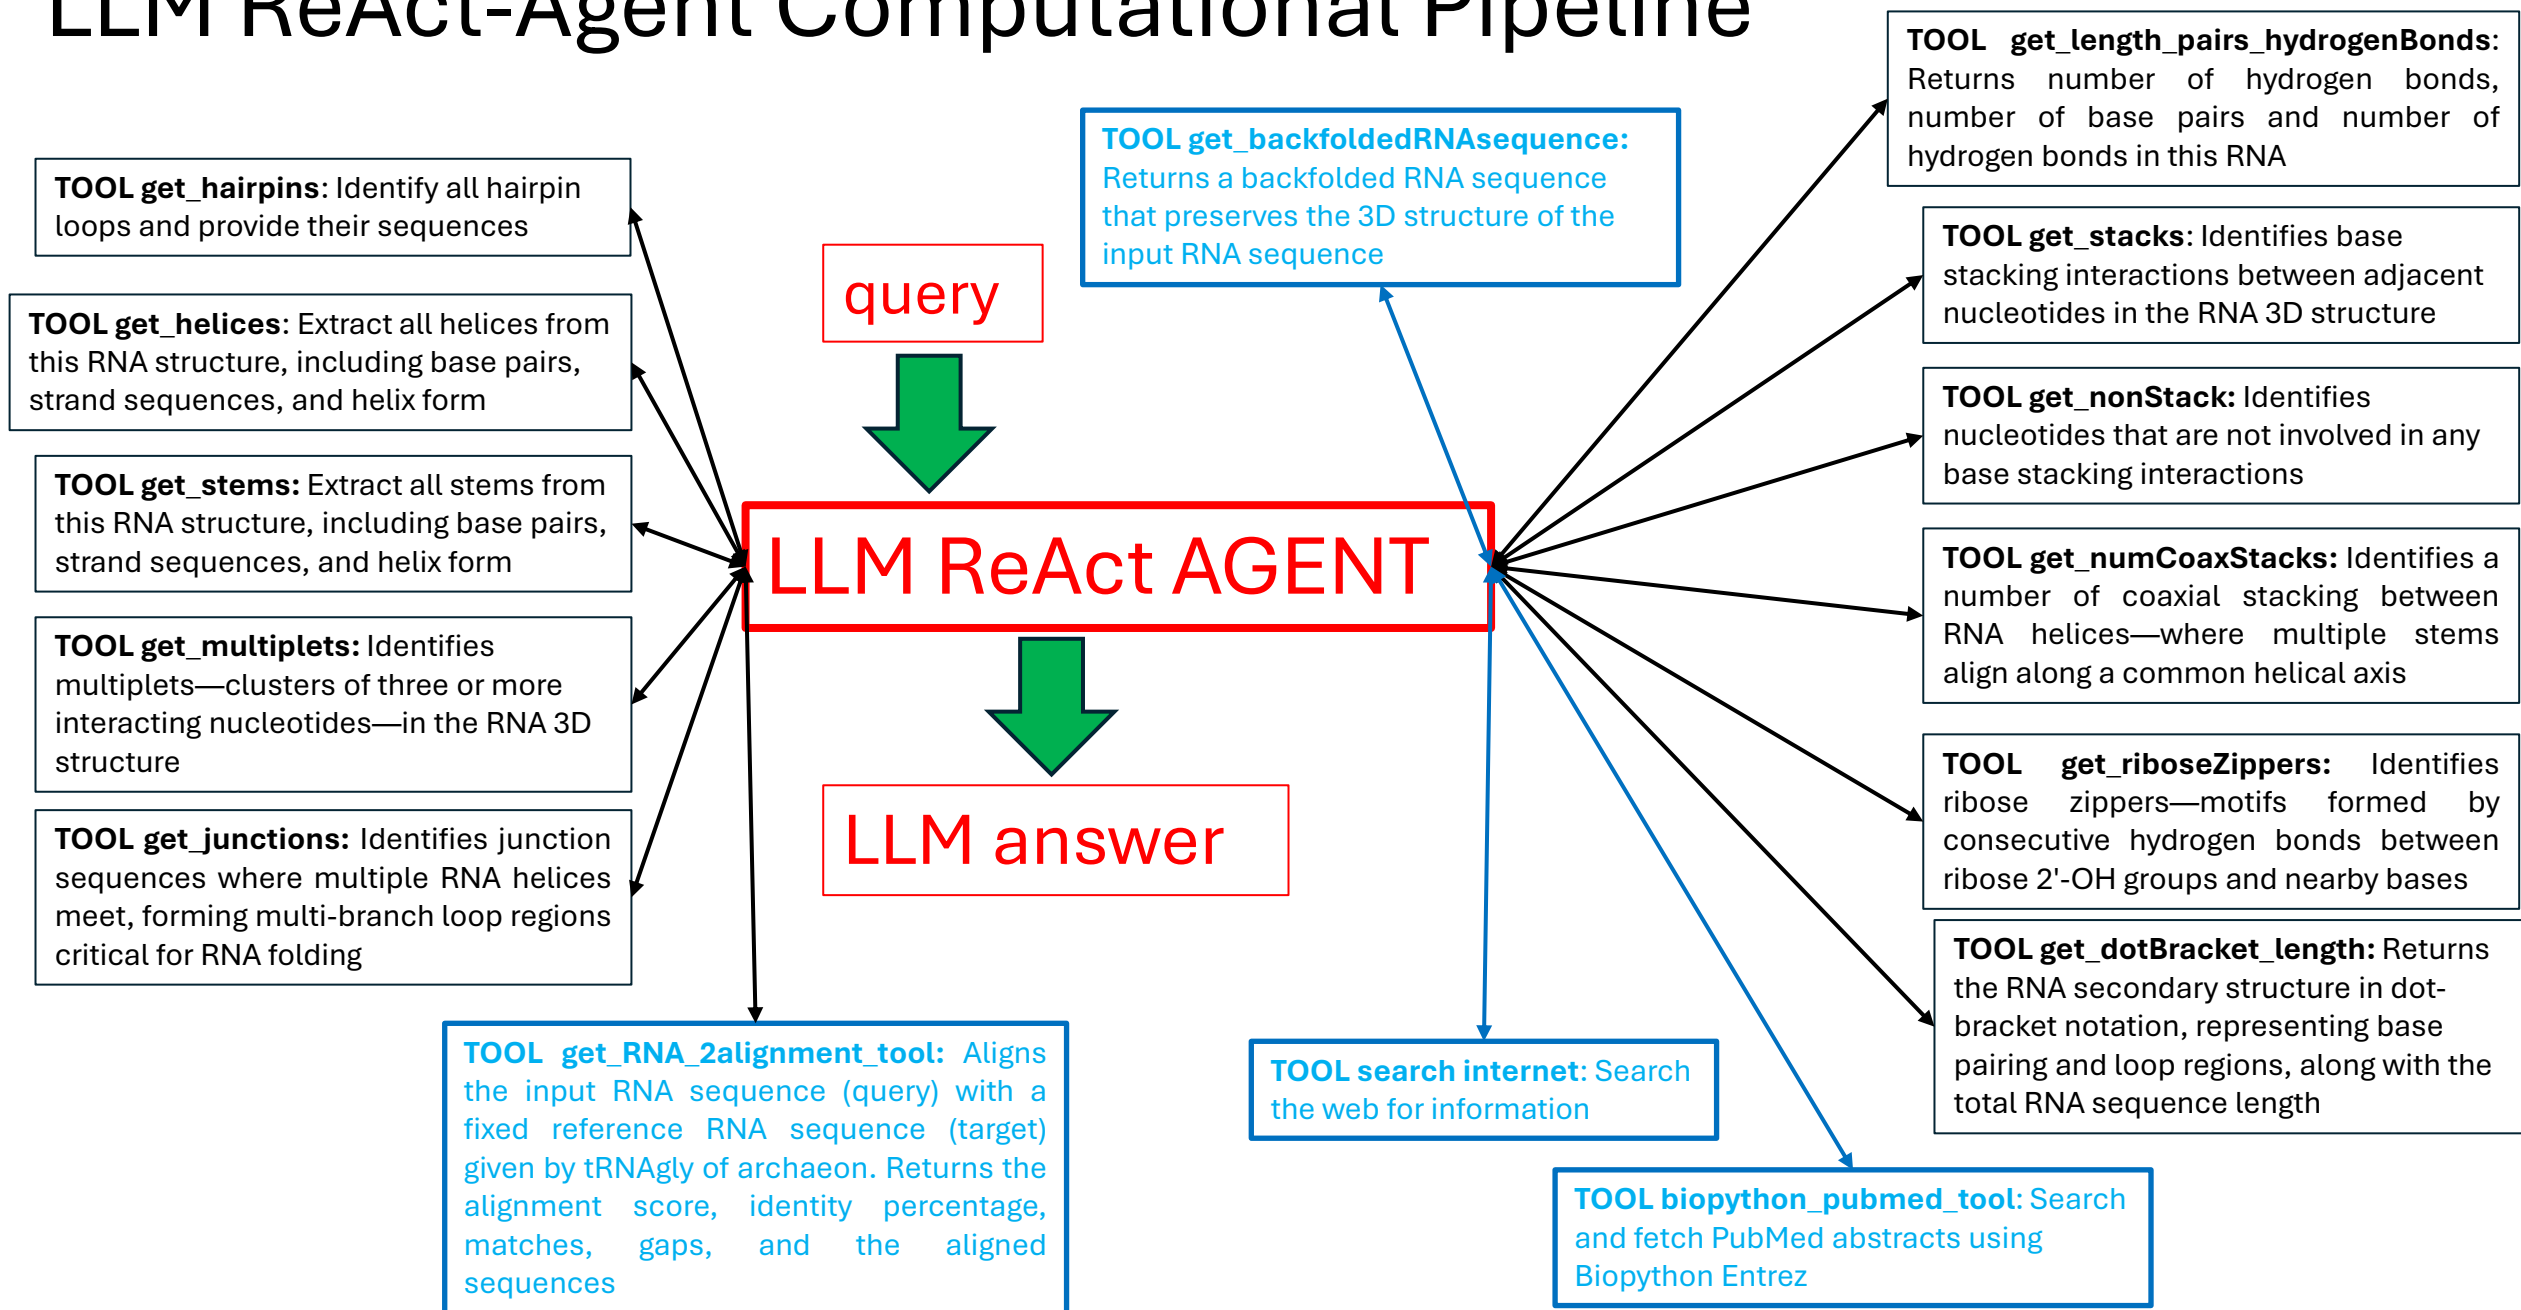 LLM ReAct-Agent Computational Pipeline
TOOL get_hairpins: Identify all hairpin
loops and provide their sequences
TOOL get_helices: Extract all helices from
this RNA structure, including base pairs,
strand sequences, and helix form
TOOL get_stems: Extract all stems from
this RNA structure, including base pairs,
strand sequences, and helix form
TOOL get_multiplets: Identifies
multiplets—clusters of three or more
interacting nucleotides—in the RNA 3D
structure
TOOL get_junctions: Identifies junction
sequences where multiple RNA helices
meet, forming multi-branch loop regions
critical for RNA folding
TOOL get_RNA_2alignment_tool: Aligns
the input RNA sequence (query) with a
fixed reference RNA sequence (target)
given by tRNAgly of archaeon. Returns the
alignment score, identity percentage,
matches, gaps, and the aligned
sequences
query
LLM ReAct AGENT
LLM answer
TOOL get_backfoldedRNAsequence:
Returns a backfolded RNA sequence
that preserves the 3D structure of the
input RNA sequence
TOOL search internet: Search
the web for information
TOOL biopython_pubmed_tool: Search
and fetch PubMed abstracts using
Biopython Entrez
TOOL get_length_pairs_hydrogenBonds:
Returns number of hydrogen bonds,
number of base pairs and number of
hydrogen bonds in this RNA
TOOL get_stacks: Identifies base
stacking interactions between adjacent
nucleotides in the RNA 3D structure
TOOL get_nonStack: Identifies
nucleotides that are not involved in any
base stacking interactions
TOOL get_numCoaxStacks: Identifies a
number of coaxial stacking between
RNA helices—where multiple stems
align along a common helical axis
TOOL get_riboseZippers: Identifies
ribose zippers—motifs formed by
consecutive hydrogen bonds between
ribose 2'-OH groups and nearby bases
TOOL get_dotBracket_length: Returns
the RNA secondary structure in dot-
bracket notation, representing base
pairing and loop regions, along with the
total RNA sequence length